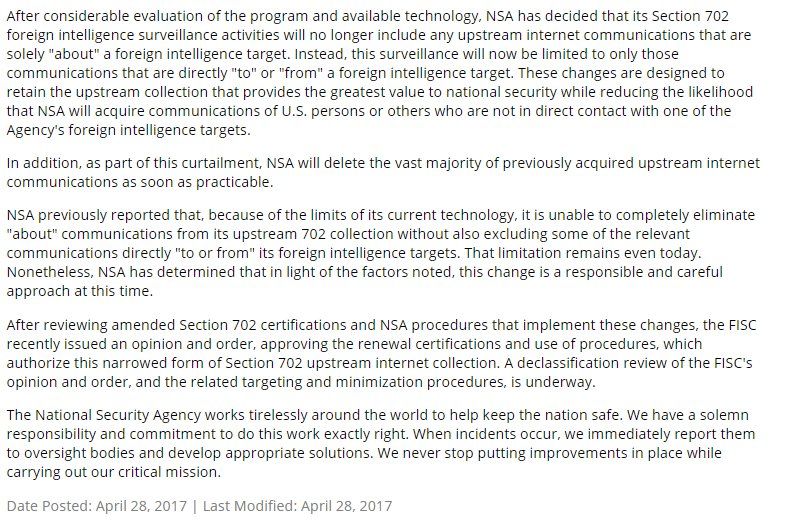 After considerable evaluation of the program and available technology, NSA has decided that its Section 702
foreign intelligence surveillance activities will no longer include any upstream internet communications that are
solely "about" a foreign intelligence target. Instead, this surveillance will now be limited to only those
communications that are directly "to" or "from" a foreign intelligence target. These changes are designed to
retain the upstream collection that provides the greatest value to national security while reducing the likelihood
that NSA will acquire communications of U.S. persons or others who are not in direct contact with one of the
Agency's foreign intelligence targets.
In addition, as part of this curtailment, NSA will delete the vast majority of previously acquired upstream internet
communications as soon as practicable.
NSA previously reported that, because of the limits of its current technology, it is unable to completely eliminate
"about" communications from its upstream 702 collection without also excluding some of the relevant
communications directly "to or from" its foreign intelligence targets. That limitation remains even today.
Nonetheless, NSA has determined that in light of the factors noted, this change is a responsible and careful
approach at this time.
After reviewing amended Section 702 certifications and NSA procedures that implement these changes, the FISC
recently issued an opinion and order, approving the renewal certifications and use of procedures, which
authorize this narrowed form of Section 702 upstream internet collection. A declassification review of the FISC's
opinion and order, and the related targeting and minimization procedures, is underway.
The National Security Agency works tirelessly around the world to help keep the nation safe. We have a solemn
responsibility and commitment to do this work exactly right. When incidents occur, we immediately report them
to oversight bodies and develop appropriate solutions. We never stop putting improvements in place while
carrying out our critical mission.
Date Posted: April 28, 2017 | Last Modified: April 28, 2017